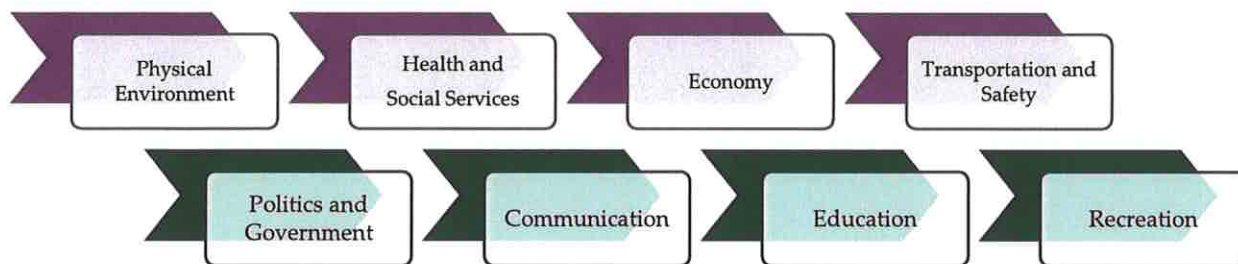 Physical
Environment
Health and
Social Services
Economy
Transportation and
Safety
Politics and
Government
Communication
Education
Recreation